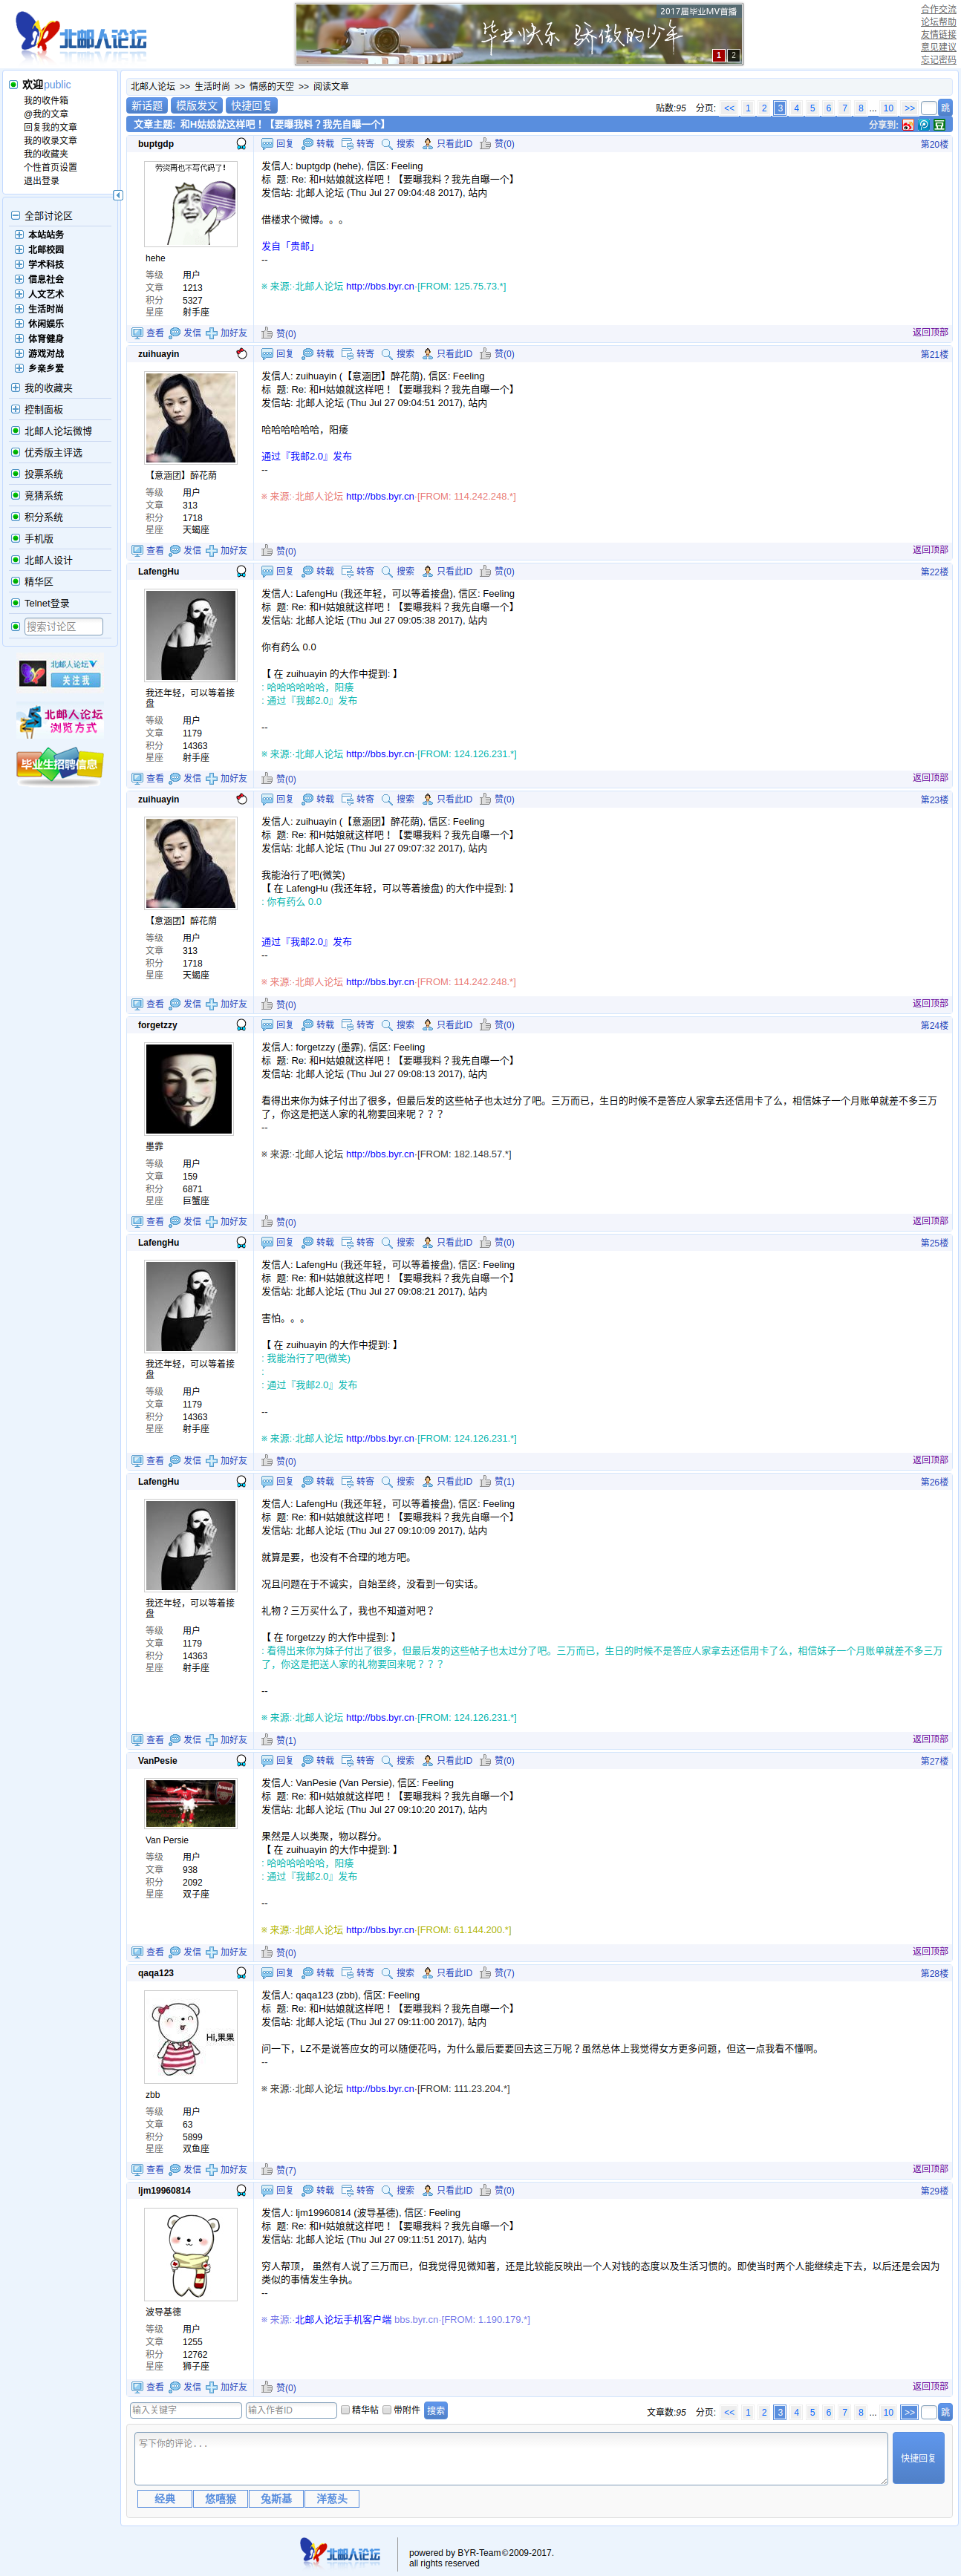 北邮人论坛
2017届毕业MV首播
毕业快乐 骄傲的少年
1 2
合作交流
论坛帮助
友情链接
意见建议
忘记密码
欢迎public
我的收件箱
@我的文章
回复我的文章
我的收录文章
我的收藏夹
个性首页设置
退出登录
全部讨论区
本站站务
北邮校园
学术科技
信息社会
人文艺术
生活时尚
休闲娱乐
体育健身
游戏对战
乡亲乡爱
我的收藏夹
控制面板
北邮人论坛微博
优秀版主评选
投票系统
竞猜系统
积分系统
手机版
北邮人设计
精华区
Telnet登录
搜索讨论区
北邮人论坛
关注我
北邮人论坛
浏览方式
毕业生招聘信息
北邮人论坛 >> 生活时尚 >> 情感的天空 >> 阅读文章
新话题 模版发文 快捷回复
贴数:95 分页: << 1 2 3 4 5 6 7 8 ... 10 >> 跳
文章主题: 和H姑娘就这样吧！【要曝我料？我先自曝一个】
分享到: 豆
buptgdp
回复 转载 转寄 搜索 只看此ID 赞(0)
第20楼
劳资再也不写代码了!
hehe
等级 用户
文章 1213
积分 5327
星座 射手座
发信人: buptgdp (hehe), 信区: Feeling
标 题: Re: 和H姑娘就这样吧！【要曝我料？我先自曝一个】
发信站: 北邮人论坛 (Thu Jul 27 09:04:48 2017), 站内
借楼求个微博。。。
发自「贵邮」
--
※ 来源:·北邮人论坛 http://bbs.byr.cn·[FROM: 125.75.73.*]
查看 发信 加好友
赞(0)
返回顶部
zuihuayin
回复 转载 转寄 搜索 只看此ID 赞(0)
第21楼
【意涵团】醉花荫
等级 用户
文章 313
积分 1718
星座 天蝎座
发信人: zuihuayin (【意涵团】醉花荫), 信区: Feeling
标 题: Re: 和H姑娘就这样吧！【要曝我料？我先自曝一个】
发信站: 北邮人论坛 (Thu Jul 27 09:04:51 2017), 站内
哈哈哈哈哈哈，阳痿
通过『我邮2.0』发布
--
※ 来源:·北邮人论坛 http://bbs.byr.cn·[FROM: 114.242.248.*]
查看 发信 加好友
赞(0)
返回顶部
LafengHu
回复 转载 转寄 搜索 只看此ID 赞(0)
第22楼
我还年轻，可以等着接
盘
等级 用户
文章 1179
积分 14363
星座 射手座
发信人: LafengHu (我还年轻，可以等着接盘), 信区: Feeling
标 题: Re: 和H姑娘就这样吧！【要曝我料？我先自曝一个】
发信站: 北邮人论坛 (Thu Jul 27 09:05:38 2017), 站内
你有药么 0.0
【 在 zuihuayin 的大作中提到: 】
: 哈哈哈哈哈哈，阳痿
: 通过『我邮2.0』发布
--
※ 来源:·北邮人论坛 http://bbs.byr.cn·[FROM: 124.126.231.*]
查看 发信 加好友
赞(0)
返回顶部
zuihuayin
回复 转载 转寄 搜索 只看此ID 赞(0)
第23楼
【意涵团】醉花荫
等级 用户
文章 313
积分 1718
星座 天蝎座
发信人: zuihuayin (【意涵团】醉花荫), 信区: Feeling
标 题: Re: 和H姑娘就这样吧！【要曝我料？我先自曝一个】
发信站: 北邮人论坛 (Thu Jul 27 09:07:32 2017), 站内
我能治行了吧(微笑)
【 在 LafengHu (我还年轻，可以等着接盘) 的大作中提到: 】
: 你有药么 0.0
通过『我邮2.0』发布
--
※ 来源:·北邮人论坛 http://bbs.byr.cn·[FROM: 114.242.248.*]
查看 发信 加好友
赞(0)
返回顶部
forgetzzy
回复 转载 转寄 搜索 只看此ID 赞(0)
第24楼
墨霏
等级 用户
文章 159
积分 6871
星座 巨蟹座
发信人: forgetzzy (墨霏), 信区: Feeling
标 题: Re: 和H姑娘就这样吧！【要曝我料？我先自曝一个】
发信站: 北邮人论坛 (Thu Jul 27 09:08:13 2017), 站内
看得出来你为妹子付出了很多，但最后发的这些帖子也太过分了吧。三万而已，生日的时候不是答应人家拿去还信用卡了么，相信妹子一个月账单就差不多三万
了，你这是把送人家的礼物要回来呢？？？
--
※ 来源:·北邮人论坛 http://bbs.byr.cn·[FROM: 182.148.57.*]
查看 发信 加好友
赞(0)
返回顶部
LafengHu
回复 转载 转寄 搜索 只看此ID 赞(0)
第25楼
我还年轻，可以等着接
盘
等级 用户
文章 1179
积分 14363
星座 射手座
发信人: LafengHu (我还年轻，可以等着接盘), 信区: Feeling
标 题: Re: 和H姑娘就这样吧！【要曝我料？我先自曝一个】
发信站: 北邮人论坛 (Thu Jul 27 09:08:21 2017), 站内
害怕。。。
【 在 zuihuayin 的大作中提到: 】
: 我能治行了吧(微笑)
:
: 通过『我邮2.0』发布
--
※ 来源:·北邮人论坛 http://bbs.byr.cn·[FROM: 124.126.231.*]
查看 发信 加好友
赞(0)
返回顶部
LafengHu
回复 转载 转寄 搜索 只看此ID 赞(1)
第26楼
我还年轻，可以等着接
盘
等级 用户
文章 1179
积分 14363
星座 射手座
发信人: LafengHu (我还年轻，可以等着接盘), 信区: Feeling
标 题: Re: 和H姑娘就这样吧！【要曝我料？我先自曝一个】
发信站: 北邮人论坛 (Thu Jul 27 09:10:09 2017), 站内
就算是要，也没有不合理的地方吧。
况且问题在于不诚实，自始至终，没看到一句实话。
礼物？三万买什么了，我也不知道对吧？
【 在 forgetzzy 的大作中提到: 】
: 看得出来你为妹子付出了很多，但最后发的这些帖子也太过分了吧。三万而已，生日的时候不是答应人家拿去还信用卡了么，相信妹子一个月账单就差不多三万
了，你这是把送人家的礼物要回来呢？？？
--
※ 来源:·北邮人论坛 http://bbs.byr.cn·[FROM: 124.126.231.*]
查看 发信 加好友
赞(1)
返回顶部
VanPesie
回复 转载 转寄 搜索 只看此ID 赞(0)
第27楼
Van Persie
等级 用户
文章 938
积分 2092
星座 双子座
发信人: VanPesie (Van Persie), 信区: Feeling
标 题: Re: 和H姑娘就这样吧！【要曝我料？我先自曝一个】
发信站: 北邮人论坛 (Thu Jul 27 09:10:20 2017), 站内
果然是人以类聚，物以群分。
【 在 zuihuayin 的大作中提到: 】
: 哈哈哈哈哈哈，阳痿
: 通过『我邮2.0』发布
--
※ 来源:·北邮人论坛 http://bbs.byr.cn·[FROM: 61.144.200.*]
查看 发信 加好友
赞(0)
返回顶部
qaqa123
回复 转载 转寄 搜索 只看此ID 赞(7)
第28楼
Hi,果果
zbb
等级 用户
文章 63
积分 5899
星座 双鱼座
发信人: qaqa123 (zbb), 信区: Feeling
标 题: Re: 和H姑娘就这样吧！【要曝我料？我先自曝一个】
发信站: 北邮人论坛 (Thu Jul 27 09:11:00 2017), 站内
问一下，LZ不是说答应女的可以随便花吗，为什么最后要要回去这三万呢？虽然总体上我觉得女方更多问题，但这一点我看不懂啊。
--
※ 来源:·北邮人论坛 http://bbs.byr.cn·[FROM: 111.23.204.*]
查看 发信 加好友
赞(7)
返回顶部
ljm19960814
回复 转载 转寄 搜索 只看此ID 赞(0)
第29楼
波导基德
等级 用户
文章 1255
积分 12762
星座 狮子座
发信人: ljm19960814 (波导基德), 信区: Feeling
标 题: Re: 和H姑娘就这样吧！【要曝我料？我先自曝一个】
发信站: 北邮人论坛 (Thu Jul 27 09:11:51 2017), 站内
穷人帮顶， 虽然有人说了三万而已，但我觉得见微知著，还是比较能反映出一个人对钱的态度以及生活习惯的。即使当时两个人能继续走下去，以后还是会因为
类似的事情发生争执。
--
※ 来源:·北邮人论坛手机客户端 bbs.byr.cn·[FROM: 1.190.179.*]
查看 发信 加好友
赞(0)
返回顶部
输入关键字 输入作者ID 精华帖 带附件 搜索
文章数:95 分页: << 1 2 3 4 5 6 7 8 ... 10 >> 跳
写下你的评论...
快捷回复
经典 悠嘻猴 兔斯基 洋葱头
北邮人论坛
powered by BYR-Team©2009-2017.
all rights reserved